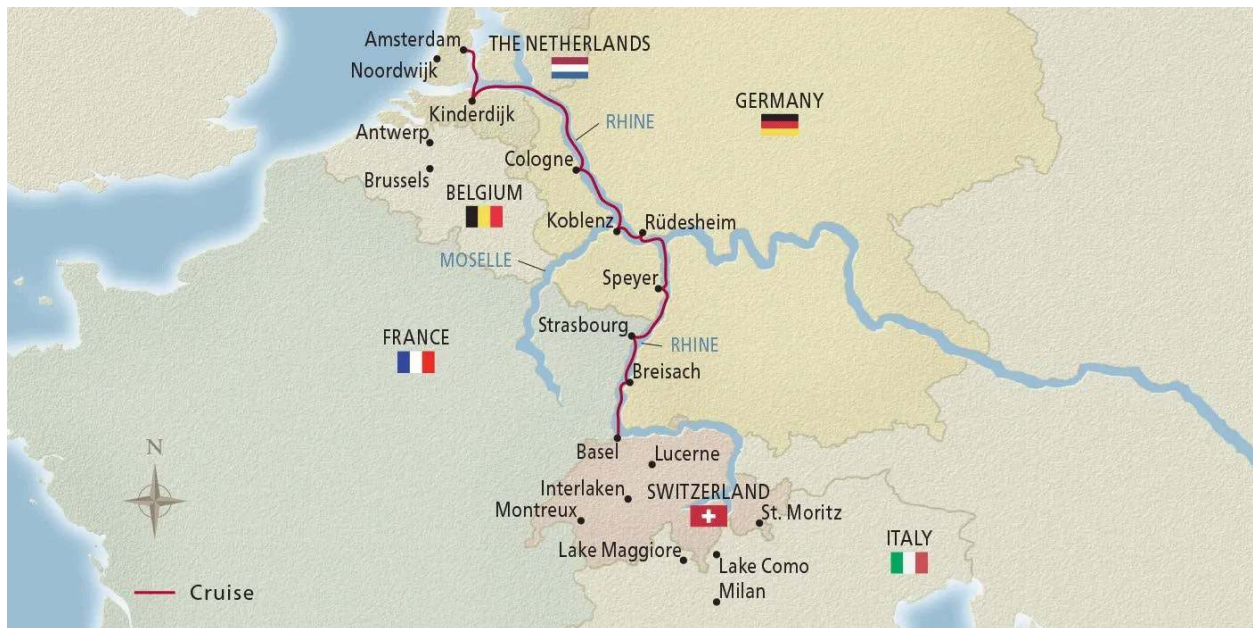 Amsterdam
THE NETHERLANDS
Noordwijk
Kinderdijk
GERMANY
RHINE
Antwerp
Cologne
Brussels
BELGIUM
Koblenz
Rüdesheim
MOSELLE
Speyer
Strasbourg
FRANCE
RHINE
Breisach
N
Basel
Lucerne
Interlaken
SWITZERLAND
Montreux
St. Moritz
ITALY
Lake Maggiore
Lake Como
Milan
Cruise